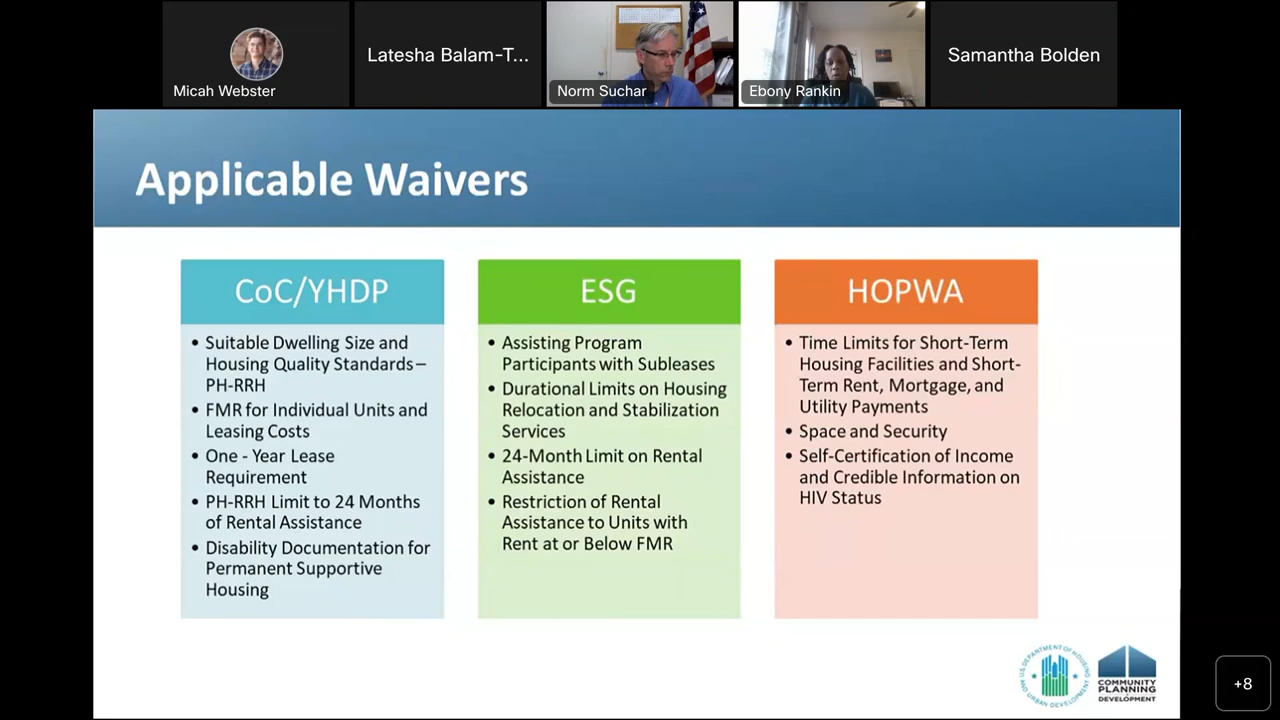 Micah Webster
Latesha Balam-T...
Norm Suchar
Ebony Rankin
Samantha Bolden
Applicable Waivers
CoC/YHDP
• Suitable Dwelling Size and
Housing Quality Standards –
PH-RRH
• FMR for Individual Units and
Leasing Costs
• One - Year Lease
Requirement
• PH-RRH Limit to 24 Months
of Rental Assistance
• Disability Documentation for
Permanent Supportive
Housing
ESG
• Assisting Program
Participants with Subleases
• Durational Limits on Housing
Relocation and Stabilization
Services
• 24-Month Limit on Rental
Assistance
• Restriction of Rental
Assistance to Units with
Rent at or Below FMR
HOPWA
• Time Limits for Short-Term
Housing Facilities and Short-
Term Rent, Mortgage, and
Utility Payments
• Space and Security
• Self-Certification of Income
and Credible Information on
HIV Status
U.S. DEPARTMENT OF HOUSING
AND URBAN DEVELOPMENT
COMMUNITY
PLANNING
DEVELOPMENT
+8